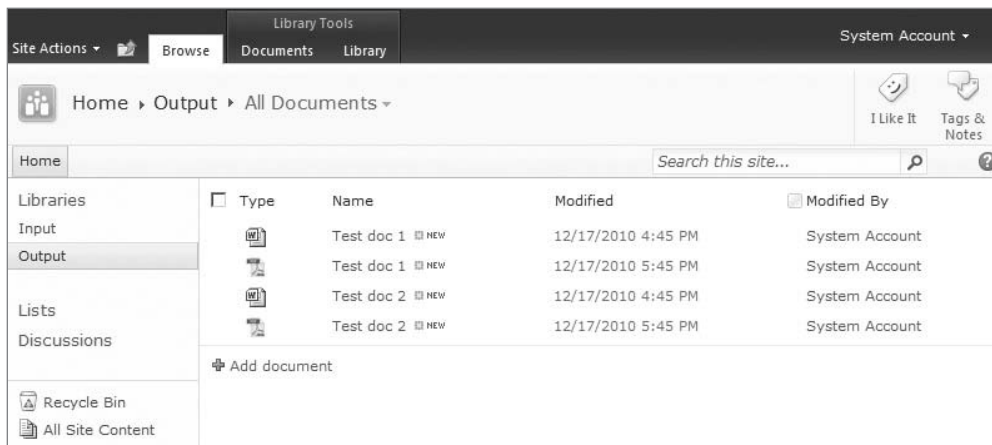 Library Tools
Site Actions
Browse
Documents
Library
System Account
Home Output All Documents
I Like It
Tags & Notes
Home
Search this site...
Libraries
Input
Output
Lists
Discussions
Recycle Bin
All Site Content
Type Name Modified Modified By
Test doc 1 NEW 12/17/2010 4:45 PM System Account
Test doc 1 NEW 12/17/2010 5:45 PM System Account
Test doc 2 NEW 12/17/2010 4:45 PM System Account
Test doc 2 NEW 12/17/2010 5:45 PM System Account
Add document